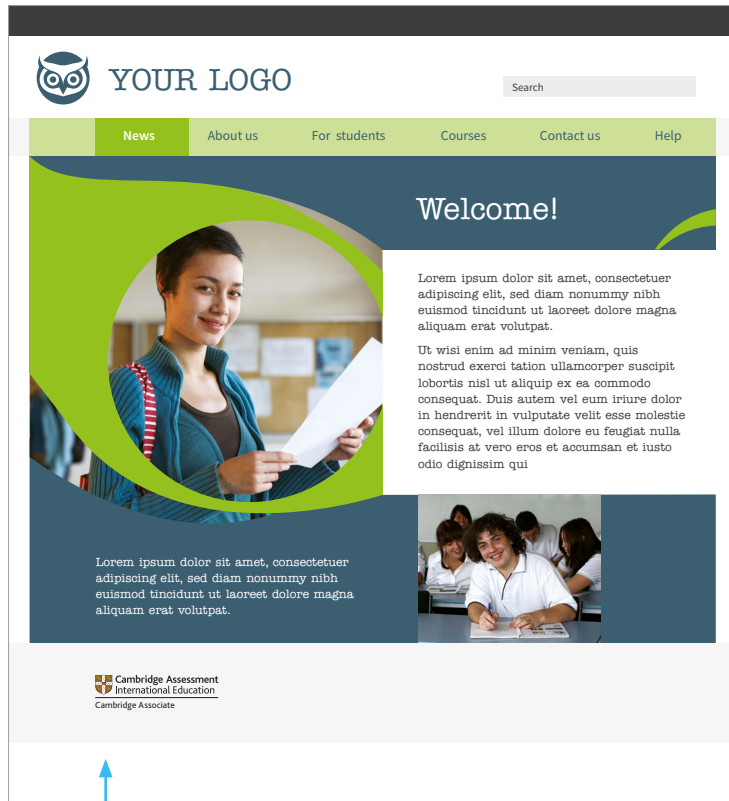 YOUR LOGO
Search
News About us For students Courses Contact us Help
Welcome!
Lorem ipsum dolor sit amet, consectetuer
adipiscing elit, sed diam nonummy nibh
euismod tincidunt ut laoreet dolore magna
aliquam erat volutpat.
Ut wisi enim ad minim veniam, quis
nostrud exerci tation ullamcorper suscipit
lobortis nisl ut aliquip ex ea commodo
consequat. Duis autem vel eum iriure dolor
in hendrerit in vulputate velit esse molestie
consequat, vel illum dolore eu feugiat nulla
facilisis at vero eros et accumsan et iusto
odio dignissim qui
Lorem ipsum dolor sit amet, consectetuer
adipiscing elit, sed diam nonummy nibh
euismod tincidunt ut laoreet dolore magna
aliquam erat volutpat.
Cambridge Assessment
International Education
Cambridge Associate